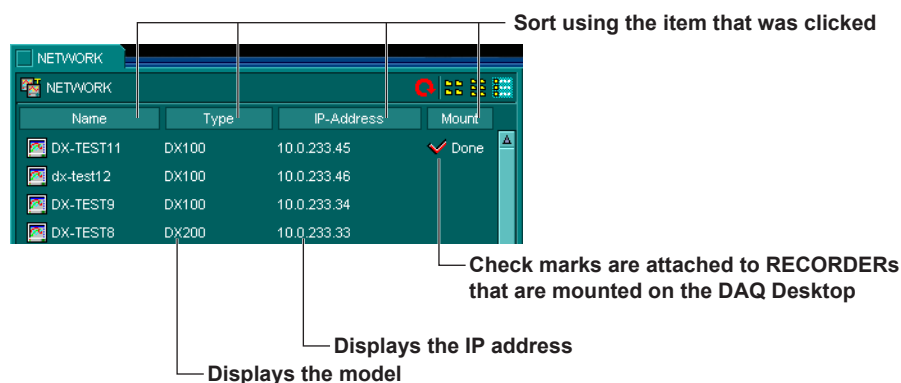 Sort using the item that was clicked
NETWORK
NETWORK
Name Type IP-Address Mount
DX-TEST11 DX100 10.0.233.45 Done
dx-test12 DX100 10.0.233.46
DX-TEST9 DX100 10.0.233.34
DX-TEST8 DX200 10.0.233.33
Check marks are attached to RECORDERs
that are mounted on the DAQ Desktop
Displays the IP address
Displays the model